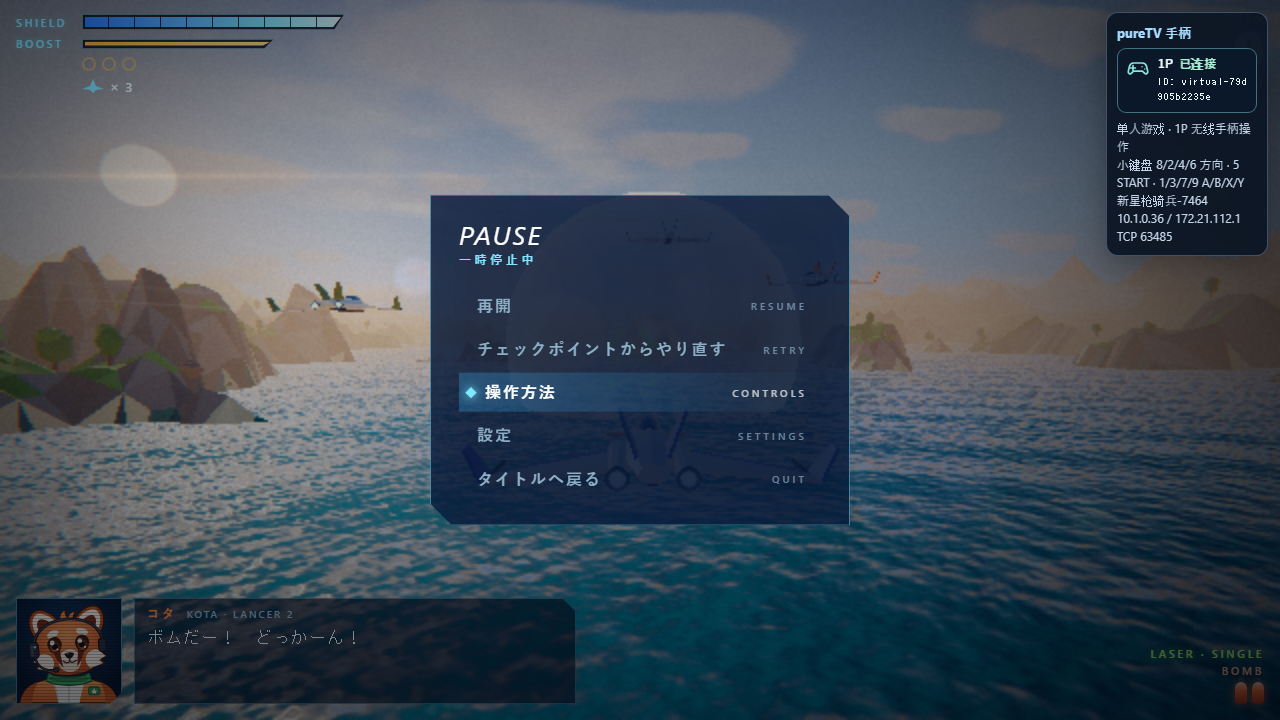 SHIELD
BOOST
× 3
pureTV 手柄
1P 已连接
ID: virtual-79d
905b2235e
单人游戏 · 1P 无线手柄操
作
小键盘 8/2/4/6 方向 · 5
START · 1/3/7/9 A/B/X/Y
新星枪骑兵-7464
10.1.0.36 / 172.21.112.1
TCP 63485
PAUSE
一時停止中
再開 RESUME
チェックポイントからやり直す RETRY
操作方法 CONTROLS
設定 SETTINGS
タイトルへ戻る QUIT
コタ KOTA · LANCER 2
ボムだー！ どっかーん！
LASER · SINGLE
BOMB